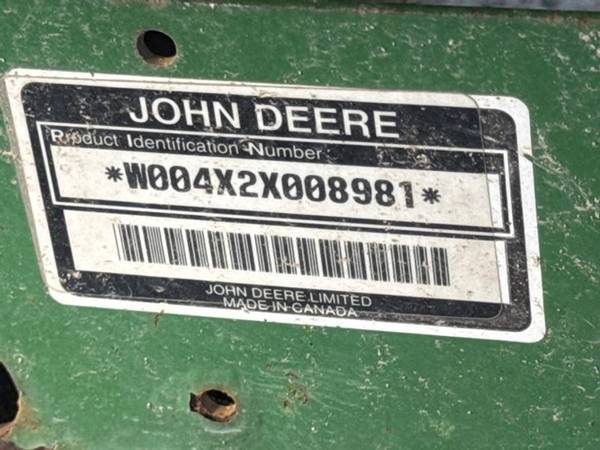 JOHN DEERE
Product Identification Number
*W004X2X008981*
JOHN DEERE LIMITED
MADE IN CANADA